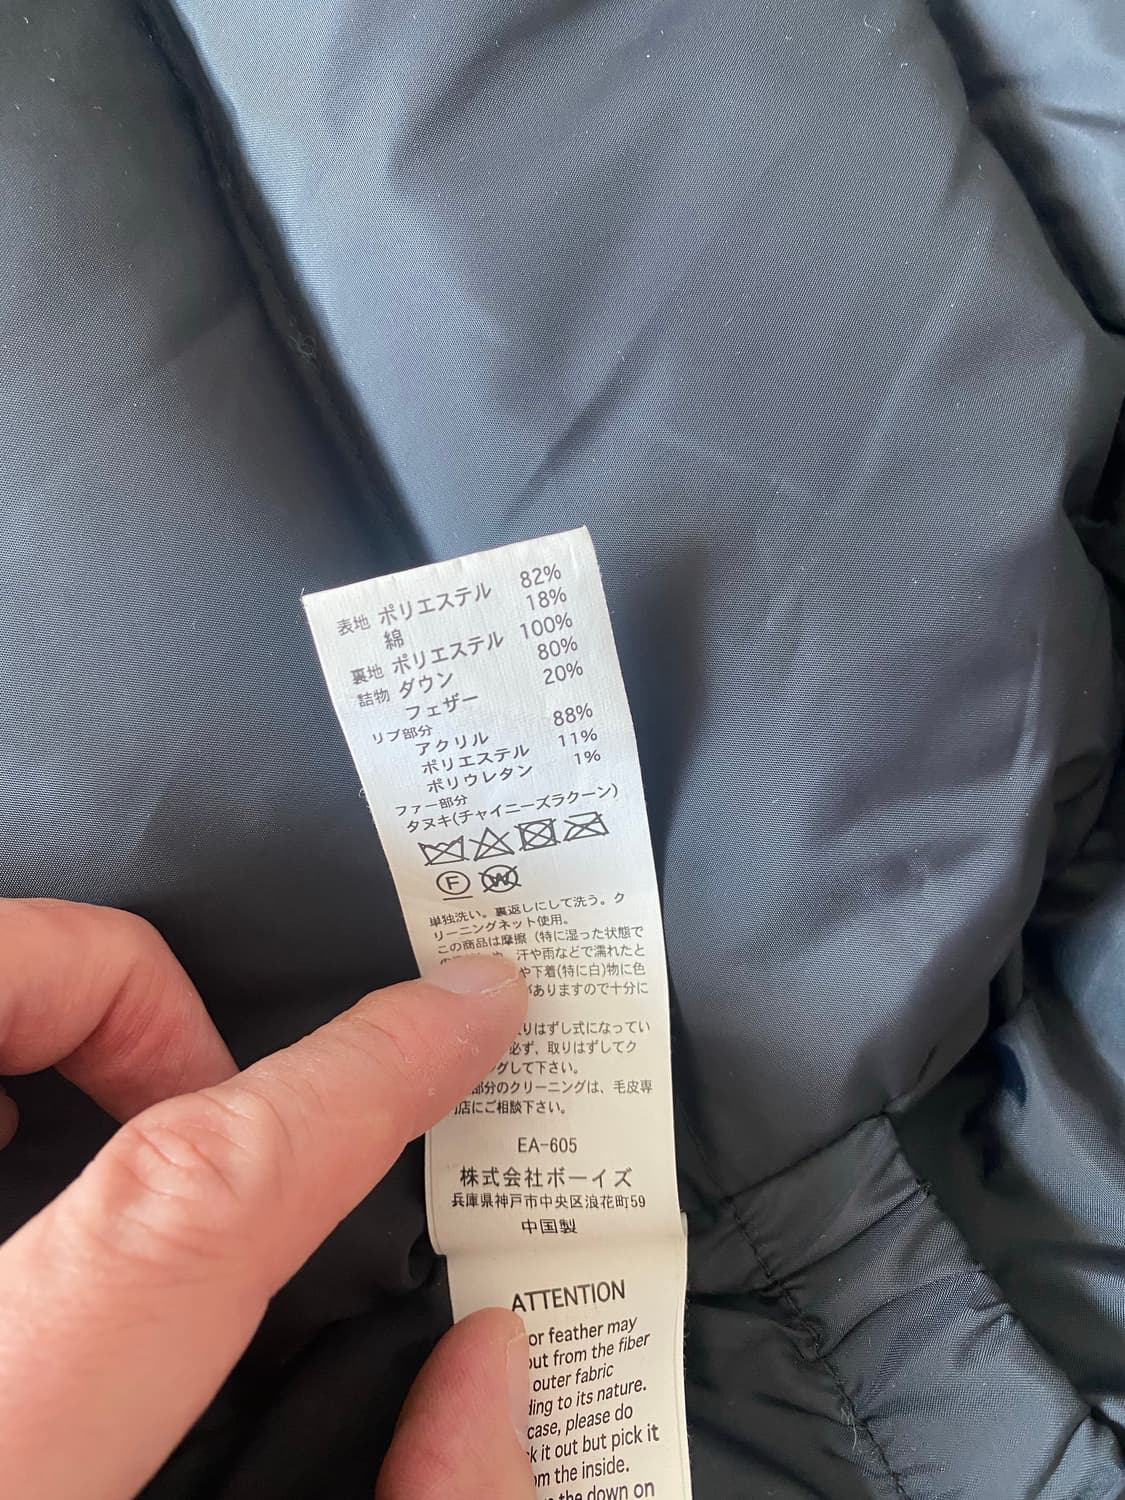 表地 ポリエステル 82%
綿 18%
裏地 ポリエステル 100%
詰物 ダウン 80%
フェザー 20%
リブ部分
アクリル 88%
ポリエステル 11%
ポリウレタン 1%
ファー部分
タヌキ(チャイニーズラクーン)
F W
単独洗い。裏返しにして洗う。ク
リーニングネット使用。
この商品は摩擦（特に湿った状態で
汗や雨などで濡れたと
や下着(特に白)物に色
がありますので十分に
りはずし式になってい
必ず、取りはずしてク
グして下さい。
部分のクリーニングは、毛皮専
店にご相談下さい。
EA-605
株式会社ボーイズ
兵庫県神戸市中央区浪花町59
中国製
ATTENTION
or feather may
out from the fiber
outer fabric
ding to its nature.
case, please do
k it out but pick it
om the inside.
the down on